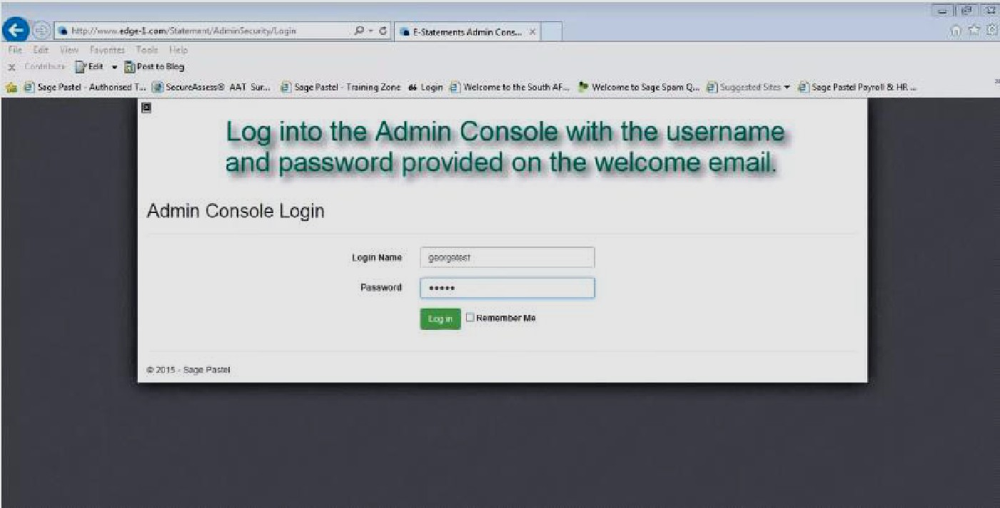 http://www.edge-1.com/Statement/AdminSecurity/Login
E-Statements Admin Cons...
File Edit View Favorites Tools Help
x Contribute Edit Post to Blog
Sage Pastel - Authorised T... SecureAssess® AAT Sur... Sage Pastel - Training Zone Login Welcome to the South AF... Welcome to Sage Spam Q... Suggested Sites Sage Pastel Payroll & HR ...
Log into the Admin Console with the username
and password provided on the welcome email.
Admin Console Login
Login Name georgetest
Password •••••
Log in Remember Me
© 2015 - Sage Pastel